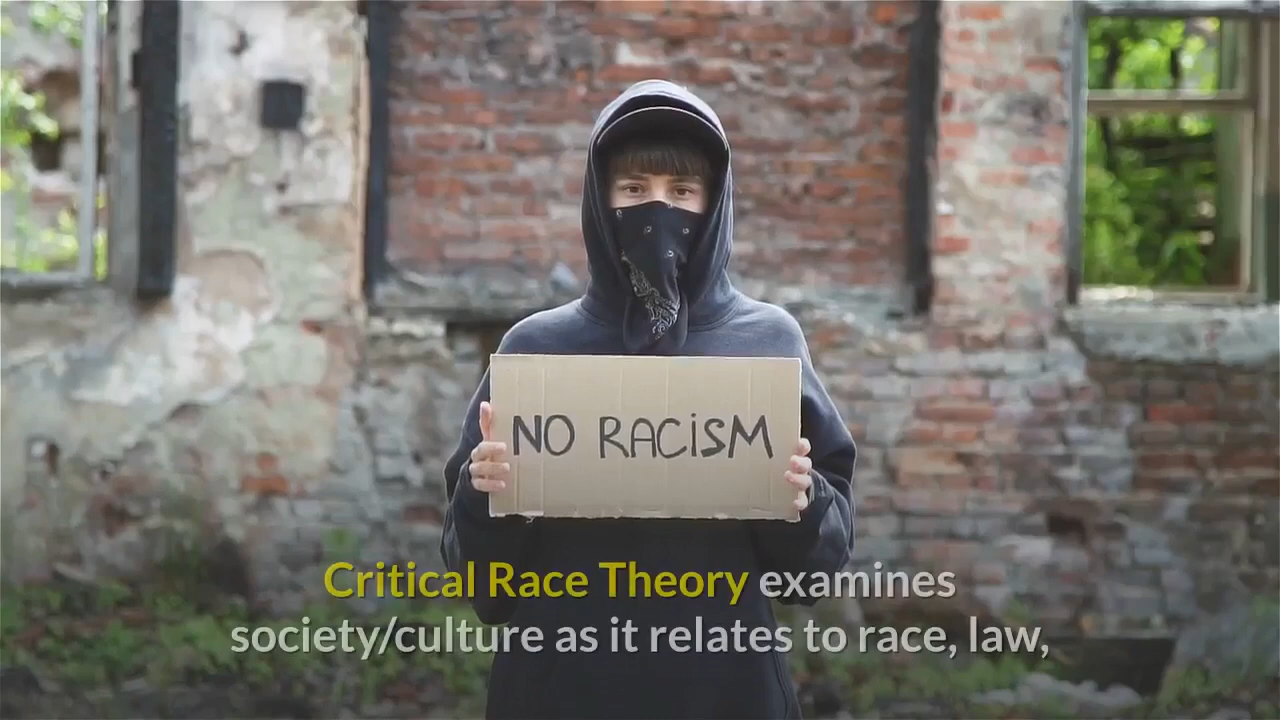 NO RACiSM
Critical Race Theory examines
society/culture as it relates to race, law,